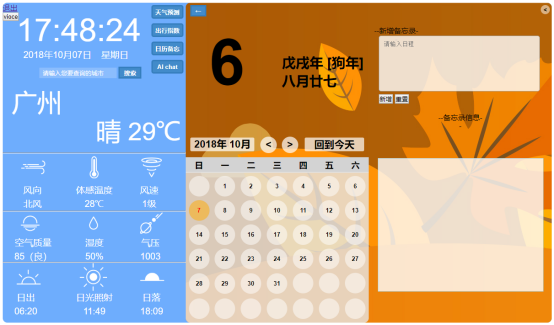 退出
vioce
17:48:24
2018年10月07日 星期日
请输入您要查询的城市 搜索
天气预测
出行指数
日历备忘
AI chat
广州
晴 29℃
风向 体感温度 风速
北风 28℃ 1级
空气质量 湿度 气压
85（良） 50% 1003
日出 日光照射 日落
06:20 11:49 18:09
←
6
戊戌年 [狗年]
八月廿七
2018年 10月 < > 回到今天
日 一 二 三 四 五 六
1 2 3 4 5 6
7 8 9 10 11 12 13
14 15 16 17 18 19 20
21 22 23 24 25 26 27
28 29 30 31
--新增备忘录-
请输入日程
新增 重置
--备忘录信息-
-